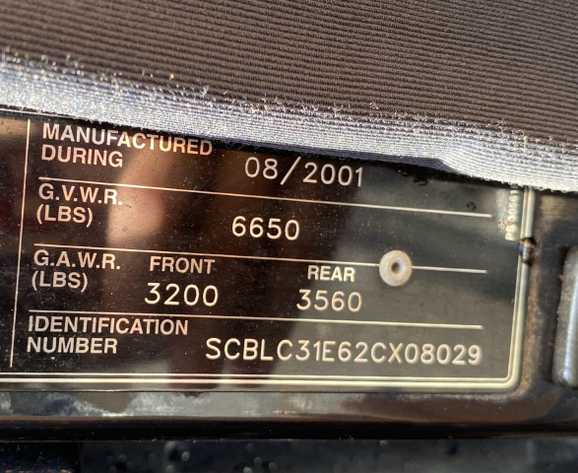 MANUFACTURED
DURING 08/2001
G.V.W.R.
(LBS) 6650
G.A.W.R. FRONT REAR
(LBS) 3200 3560
IDENTIFICATION
NUMBER SCBLC31E62CX08029